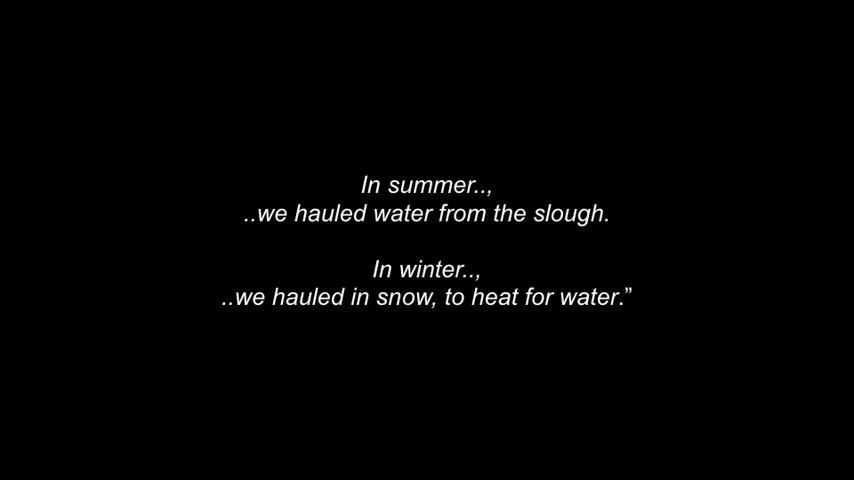 In summer..,
..we hauled water from the slough.
In winter..,
..we hauled in snow, to heat for water.”